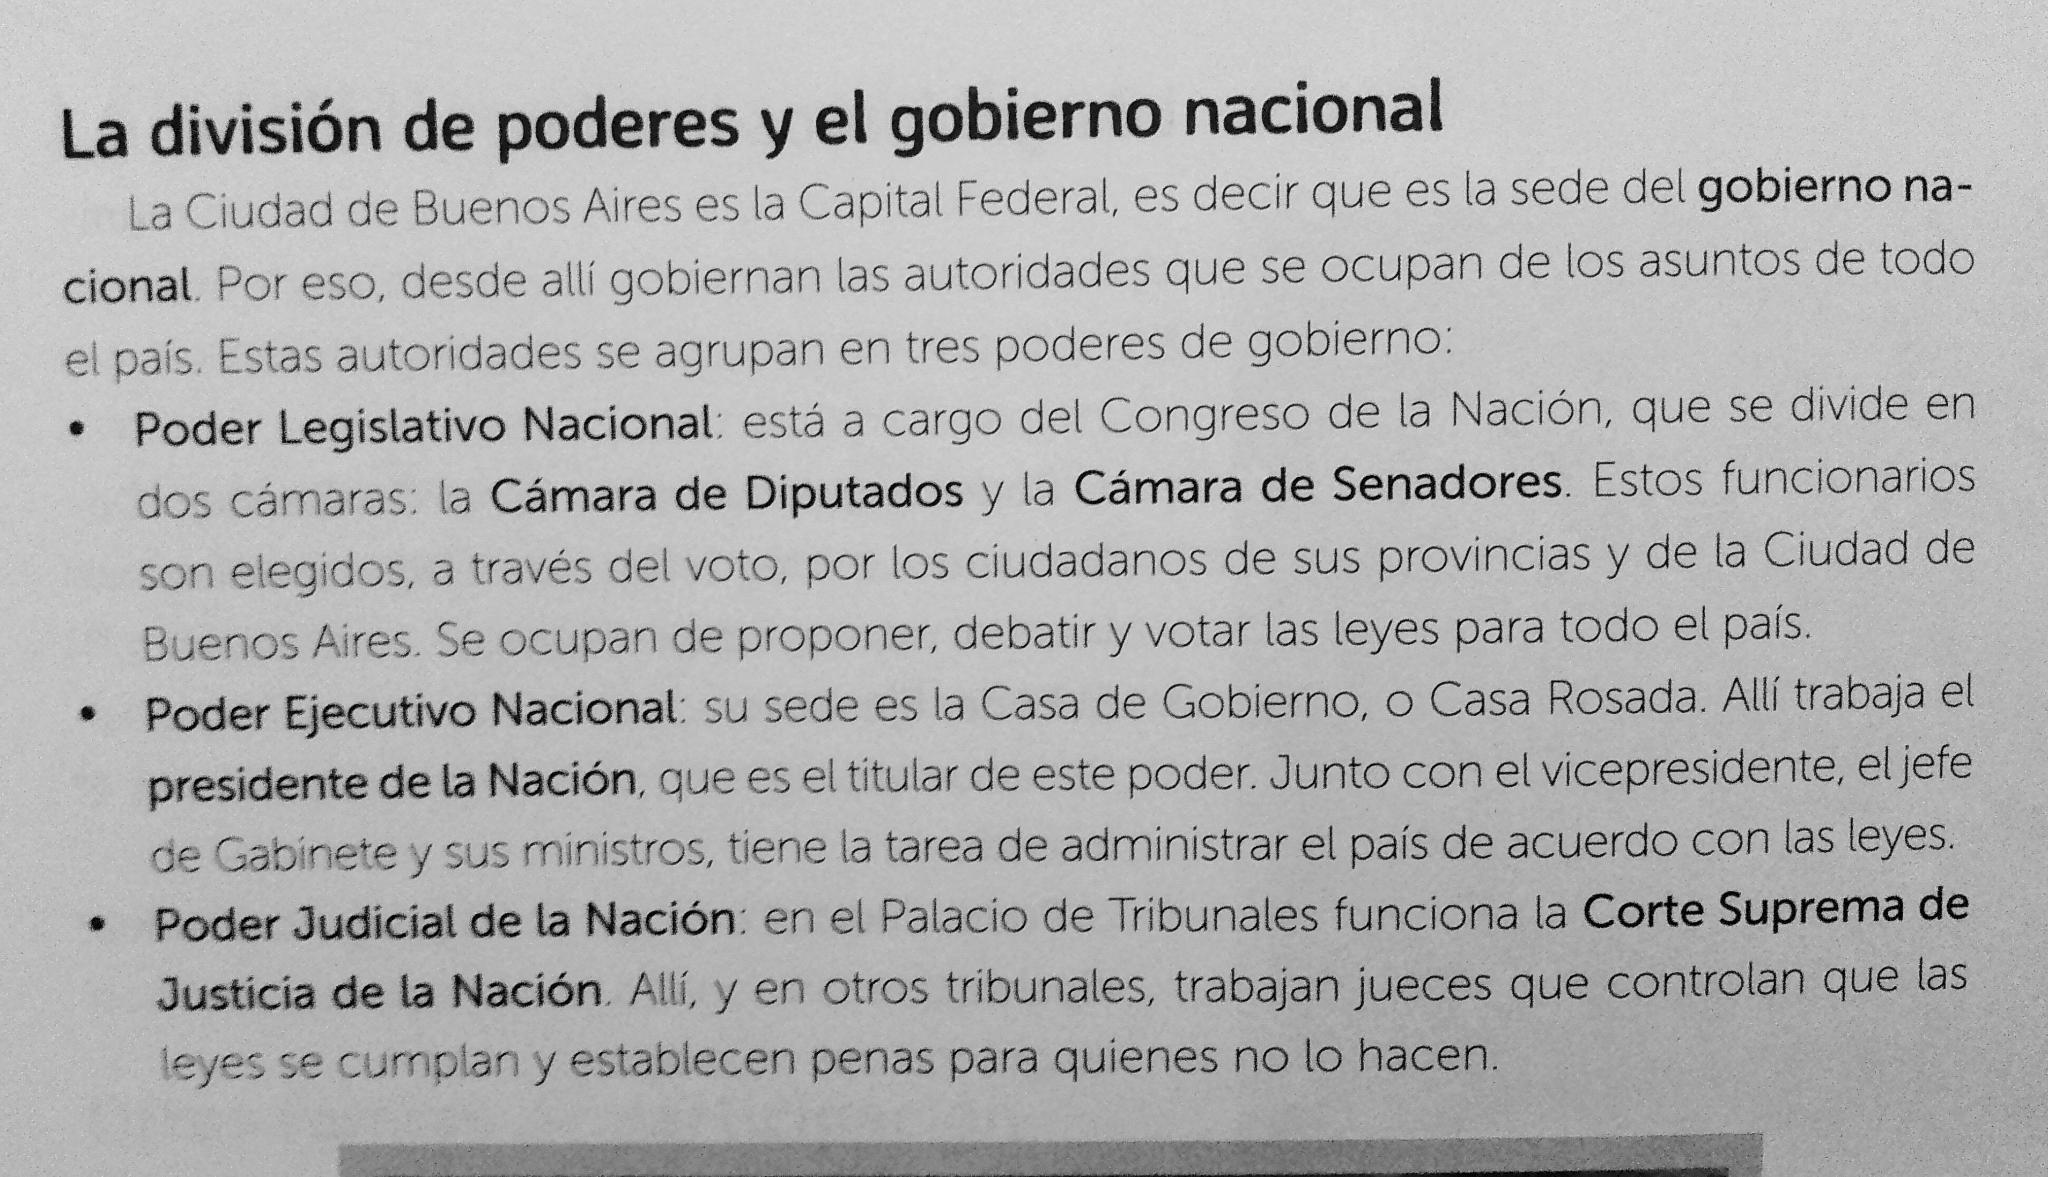 La división de poderes y el gobierno nacional
La Ciudad de Buenos Aires es la Capital Federal, es decir que es la sede del gobierno na-
cional. Por eso, desde allí gobiernan las autoridades que se ocupan de los asuntos de todo
el país. Estas autoridades se agrupan en tres poderes de gobierno:
• Poder Legislativo Nacional: está a cargo del Congreso de la Nación, que se divide en
dos cámaras: la Cámara de Diputados y la Cámara de Senadores. Estos funcionarios
son elegidos, a través del voto, por los ciudadanos de sus provincias y de la Ciudad de
Buenos Aires. Se ocupan de proponer, debatir y votar las leyes para todo el país.
• Poder Ejecutivo Nacional: su sede es la Casa de Gobierno, o Casa Rosada. Allí trabaja el
presidente de la Nación, que es el titular de este poder. Junto con el vicepresidente, el jefe
de Gabinete y sus ministros, tiene la tarea de administrar el país de acuerdo con las leyes.
• Poder Judicial de la Nación: en el Palacio de Tribunales funciona la Corte Suprema de
Justicia de la Nación. Allí, y en otros tribunales, trabajan jueces que controlan que las
leyes se cumplan y establecen penas para quienes no lo hacen.